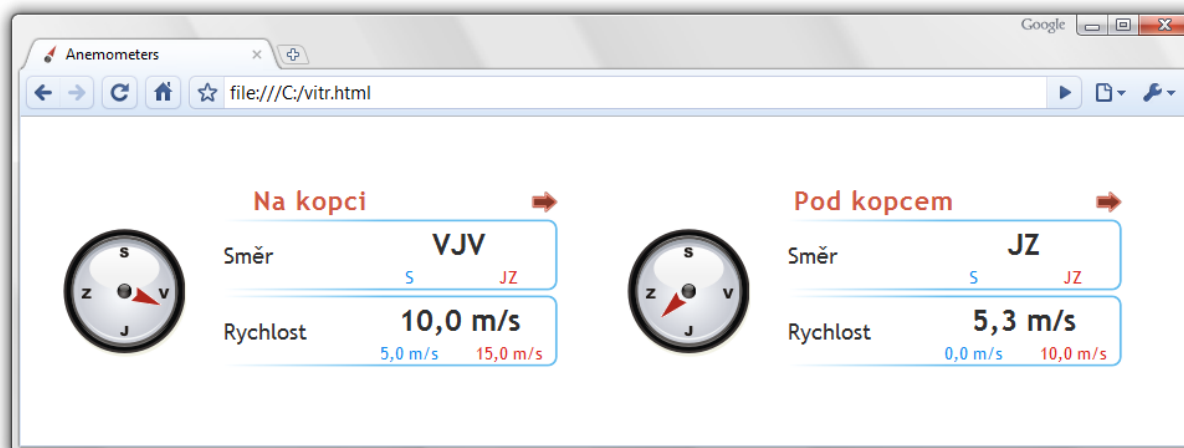 Google
Anemometers
file:///C:/vitr.html
Na kopci
S
Z V
J
Směr
VJV
S JZ
Rychlost
10,0 m/s
5,0 m/s 15,0 m/s
Pod kopcem
S
Z V
J
Směr
JZ
S JZ
Rychlost
5,3 m/s
0,0 m/s 10,0 m/s